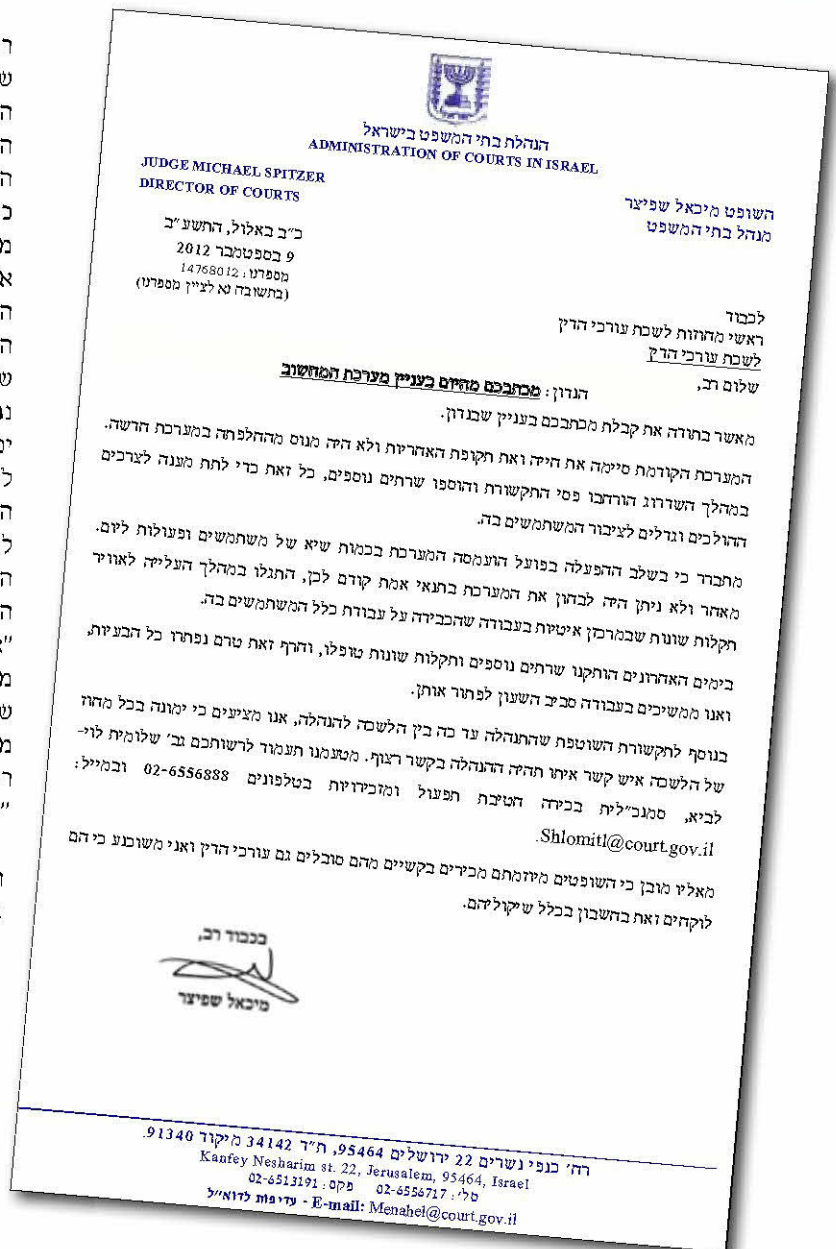 הנהלת בתי המשפט בישראל
ADMINISTRATION OF COURTS IN ISRAEL
JUDGE MICHAEL SPITZER
DIRECTOR OF COURTS
השופט מיכאל שפיצר
מנהל בתי המשפט
כ״ב באלול, התשע״ב
9 בספטמבר 2012
מספרנו: 14768012
(בתשובה נא לציין מספרנו)
לכבוד
ראשי מחוזות לשכת עורכי הדין
לשכת עורכי הדין
שלום רב,
הנדון: מכתבכם מהיום בעניין מערכת המחשוב
מאשר בתודה את קבלת מכתבכם בעניין שבנדון.
המערכת הקודמת סיימה את חייה ואת תקופת האחריות ולא היה מנוס מהחלפתה במערכת חדשה.
במהלך השדרוג הורחבו פסי התקשורת והוספו שרתים נוספים, כל זאת כדי לתת מענה לצרכים
ההולכים וגדלים לציבור המשתמשים בה.
מתברר כי בשלב ההפעלה בפועל הועמסה המערכת בכמות שיא של משתמשים ופעולות ליום.
מאחר ולא ניתן היה לבחון את המערכת בתנאי אמת קודם לכן, התגלו במהלך העלייה לאוויר
תקלות שונות שבמרכזן איטיות בעבודה שהכבידה על עבודת כלל המשתמשים בה.
בימים האחרונים הותקנו שרתים נוספים ותקלות שונות טופלו, וחרף זאת טרם נפתרו כל הבעיות,
ואנו ממשיכים בעבודה סביב השעון לפתור אותן.
בנוסף לתקשורת השוטפת שהתנהלה עד כה בין הלשכה להנהלה, אנו מציעים כי ימונה בכל מחוז
של הלשכה איש קשר איתו תהיה ההנהלה בקשר רצוף. מטעמנו תעמוד לרשותכם גב׳ שלומית לוי-
לביא, סמנכ״לית בכירה חטיבת תפעול ומזכירויות בטלפונים 02-6556888 ובמייל:
Shlomitl@court.gov.il.
מאליו מובן כי השופטים מיוזמתם מכירים בקשיים מהם סובלים גם עורכי הדין ואני משוכנע כי הם
לוקחים זאת בחשבון בכלל שיקוליהם.
בכבוד רב,
מיכאל שפיצר
רח׳ כנפי נשרים 22 ירושלים 95464, ת״ד 34142 מיקוד 91340.
Kanfey Nesharim st. 22, Jerusalem, 95464, Israel
טל׳: 02-6556717 פקס: 02-6513191
E-mail: Menahel@court.gov.il - עדיפות לדוא״ל